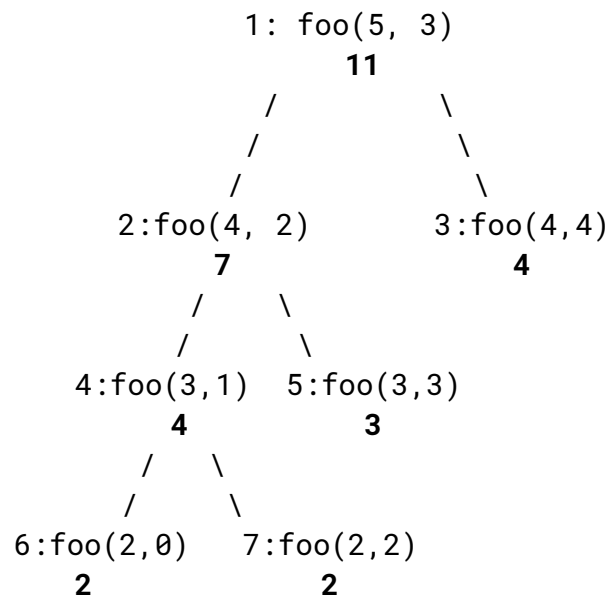 1: foo(5, 3)
11
/ \
/ \
/ \
2:foo(4, 2) 3:foo(4,4)
7 4
/ \
/ \
4:foo(3,1) 5:foo(3,3)
4 3
/ \
/ \
6:foo(2,0) 7:foo(2,2)
2 2